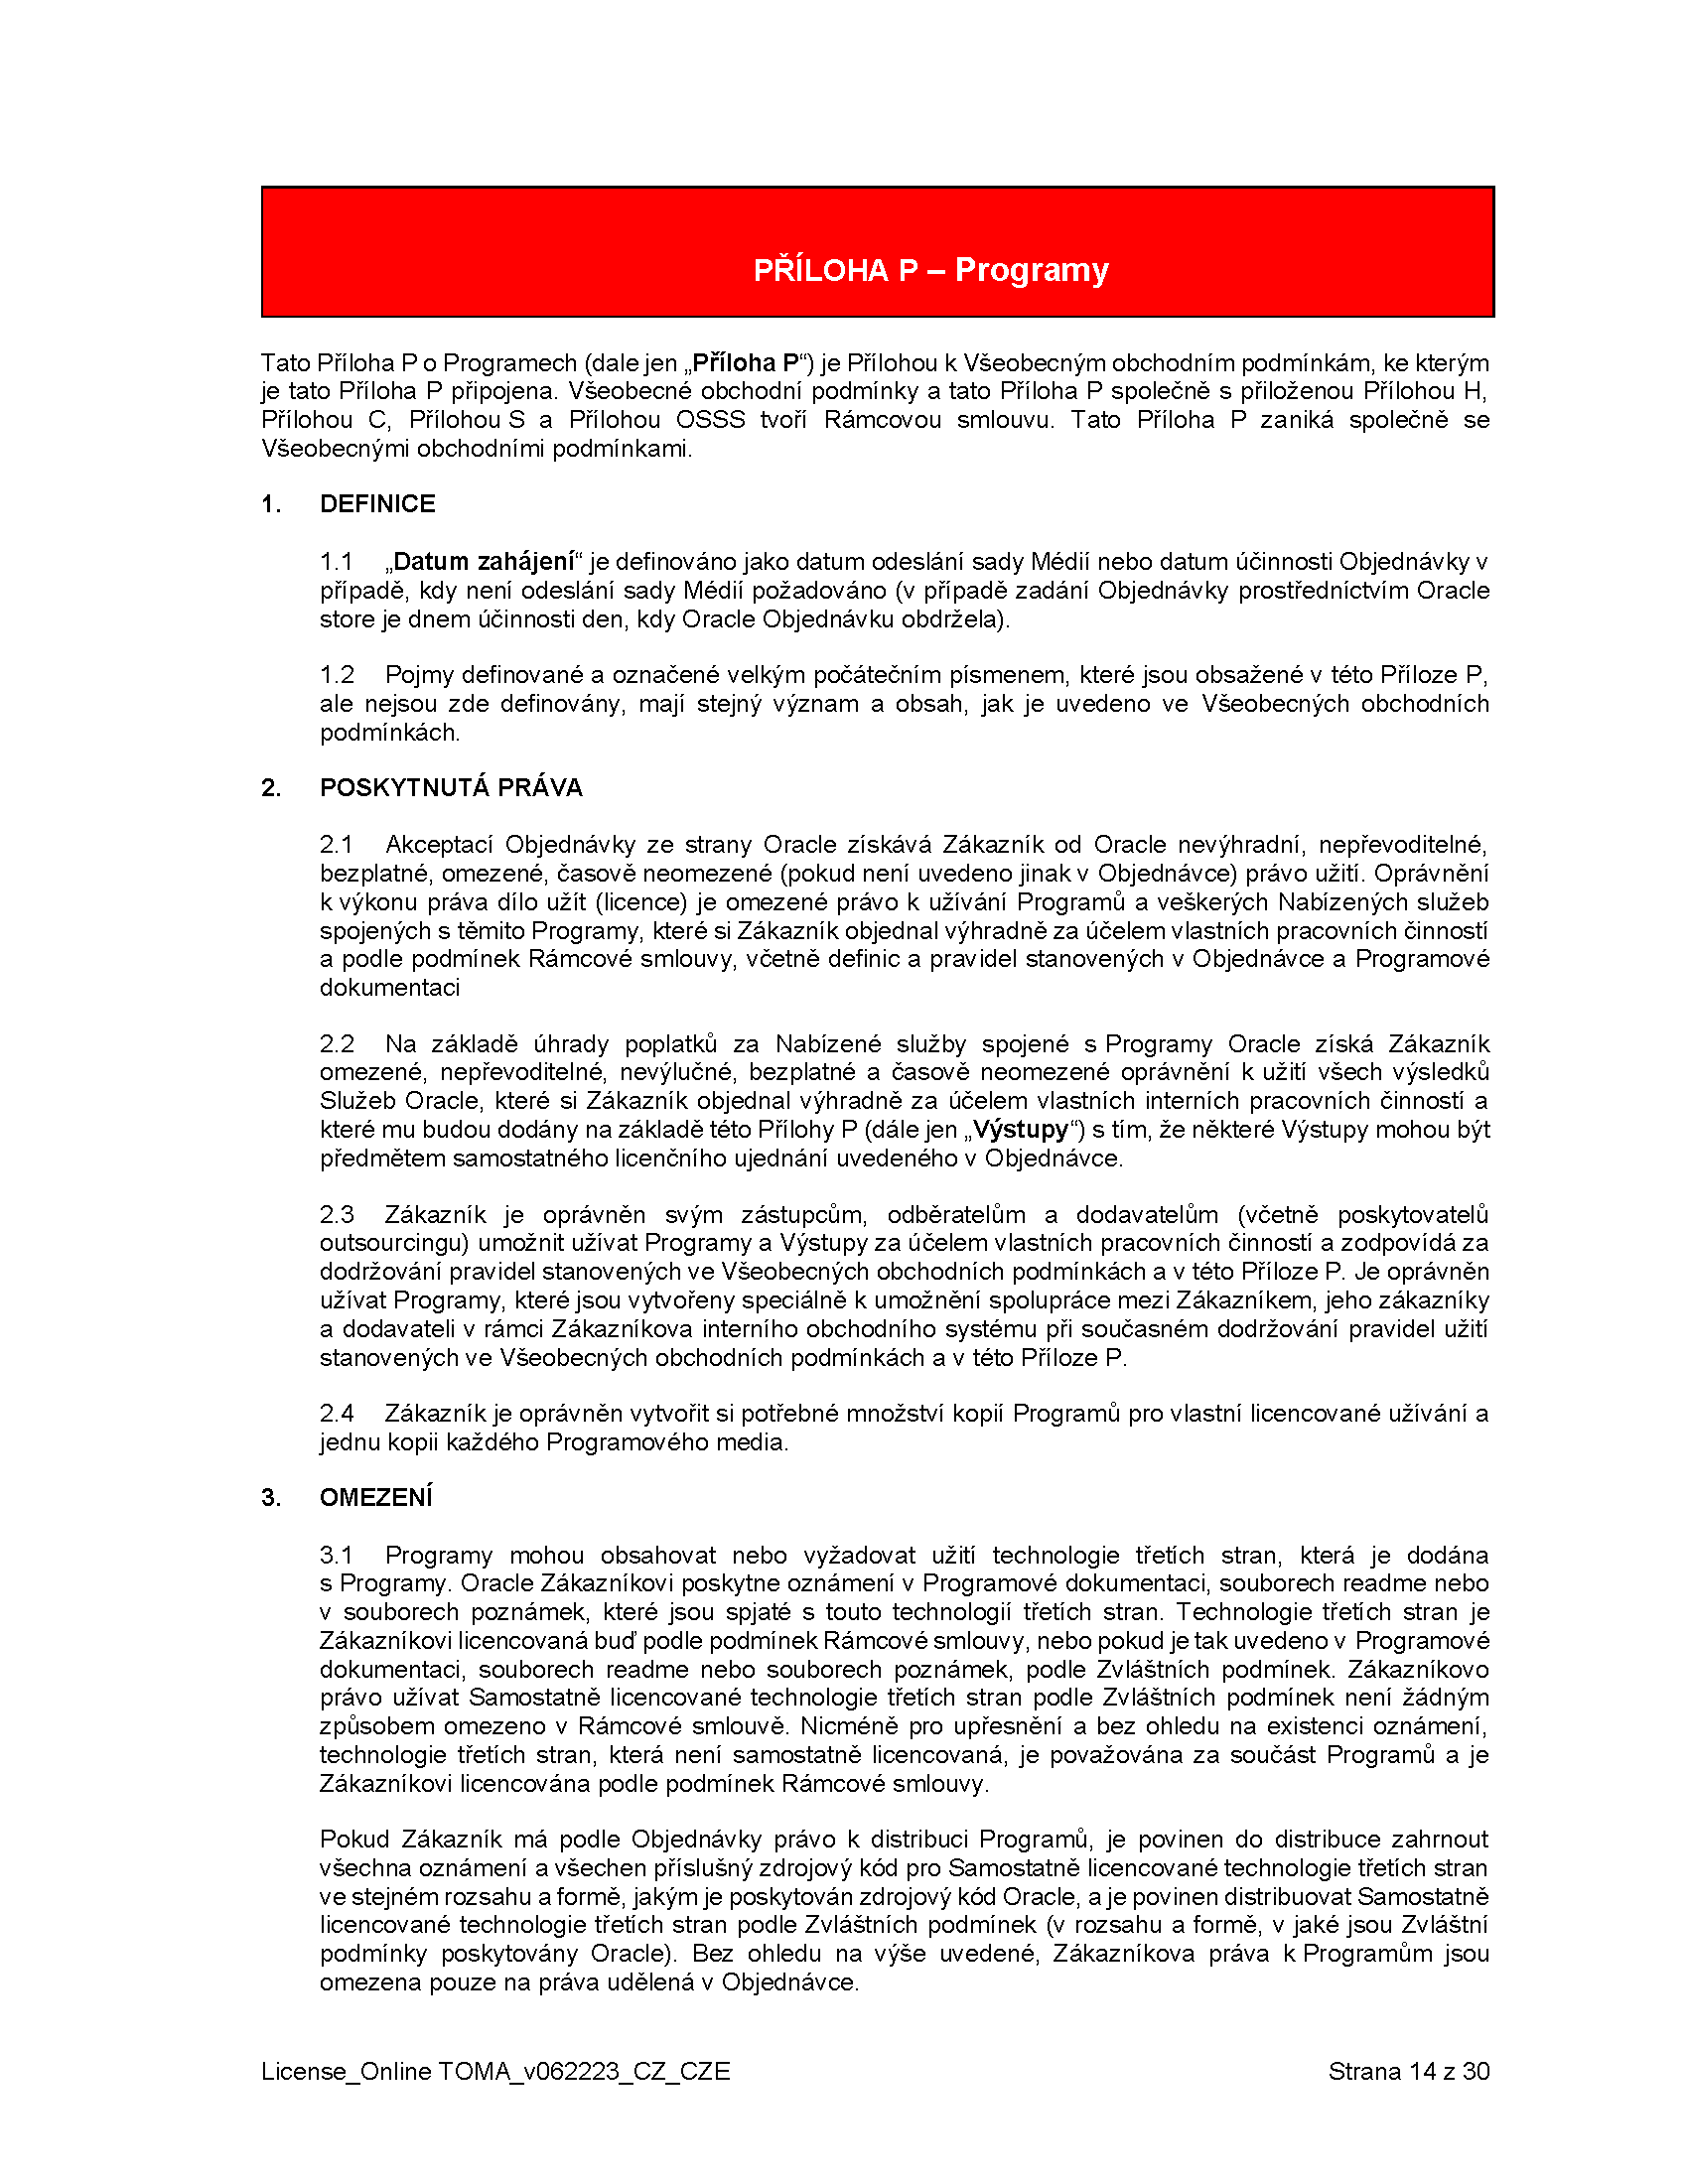 PŘÍLOHA P – Programy
Tato Příloha P o Programech (dale jen „Příloha P“) je Přílohou k Všeobecným obchodním podmínkám, ke kterým
je tato Příloha P připojena. Všeobecné obchodní podmínky a tato Příloha P společně s přiloženou Přílohou H,
Přílohou C, Přílohou S a Přílohou OSSS tvoří Rámcovou smlouvu. Tato Příloha P zaniká společně se
Všeobecnými obchodními podmínkami.
1. DEFINICE
1.1 „Datum zahájení“ je definováno jako datum odeslání sady Médií nebo datum účinnosti Objednávky v
případě, kdy není odeslání sady Médií požadováno (v případě zadání Objednávky prostřednictvím Oracle
store je dnem účinnosti den, kdy Oracle Objednávku obdržela).
1.2 Pojmy definované a označené velkým počátečním písmenem, které jsou obsažené v této Příloze P,
ale nejsou zde definovány, mají stejný význam a obsah, jak je uvedeno ve Všeobecných obchodních
podmínkách.
2. POSKYTNUTÁ PRÁVA
2.1 Akceptací Objednávky ze strany Oracle získává Zákazník od Oracle nevýhradní, nepřevoditelné,
bezplatné, omezené, časově neomezené (pokud není uvedeno jinak v Objednávce) právo užití. Oprávnění
k výkonu práva dílo užít (licence) je omezené právo k užívání Programů a veškerých Nabízených služeb
spojených s těmito Programy, které si Zákazník objednal výhradně za účelem vlastních pracovních činností
a podle podmínek Rámcové smlouvy, včetně definic a pravidel stanovených v Objednávce a Programové
dokumentaci
2.2 Na základě úhrady poplatků za Nabízené služby spojené s Programy Oracle získá Zákazník
omezené, nepřevoditelné, nevýlučné, bezplatné a časově neomezené oprávnění k užití všech výsledků
Služeb Oracle, které si Zákazník objednal výhradně za účelem vlastních interních pracovních činností a
které mu budou dodány na základě této Přílohy P (dále jen „Výstupy“) s tím, že některé Výstupy mohou být
předmětem samostatného licenčního ujednání uvedeného v Objednávce.
2.3 Zákazník je oprávněn svým zástupcům, odběratelům a dodavatelům (včetně poskytovatelů
outsourcingu) umožnit užívat Programy a Výstupy za účelem vlastních pracovních činností a zodpovídá za
dodržování pravidel stanovených ve Všeobecných obchodních podmínkách a v této Příloze P. Je oprávněn
užívat Programy, které jsou vytvořeny speciálně k umožnění spolupráce mezi Zákazníkem, jeho zákazníky
a dodavateli v rámci Zákazníkova interního obchodního systému při současném dodržování pravidel užití
stanovených ve Všeobecných obchodních podmínkách a v této Příloze P.
2.4 Zákazník je oprávněn vytvořit si potřebné množství kopií Programů pro vlastní licencované užívání a
jednu kopii každého Programového media.
3. OMEZENÍ
3.1 Programy mohou obsahovat nebo vyžadovat užití technologie třetích stran, která je dodána
s Programy. Oracle Zákazníkovi poskytne oznámení v Programové dokumentaci, souborech readme nebo
v souborech poznámek, které jsou spjaté s touto technologií třetích stran. Technologie třetích stran je
Zákazníkovi licencovaná buď podle podmínek Rámcové smlouvy, nebo pokud je tak uvedeno v Programové
dokumentaci, souborech readme nebo souborech poznámek, podle Zvláštních podmínek. Zákazníkovo
právo užívat Samostatně licencované technologie třetích stran podle Zvláštních podmínek není žádným
způsobem omezeno v Rámcové smlouvě. Nicméně pro upřesnění a bez ohledu na existenci oznámení,
technologie třetích stran, která není samostatně licencovaná, je považována za součást Programů a je
Zákazníkovi licencována podle podmínek Rámcové smlouvy.
Pokud Zákazník má podle Objednávky právo k distribuci Programů, je povinen do distribuce zahrnout
všechna oznámení a všechen příslušný zdrojový kód pro Samostatně licencované technologie třetích stran
ve stejném rozsahu a formě, jakým je poskytován zdrojový kód Oracle, a je povinen distribuovat Samostatně
licencované technologie třetích stran podle Zvláštních podmínek (v rozsahu a formě, v jaké jsou Zvláštní
podmínky poskytovány Oracle). Bez ohledu na výše uvedené, Zákazníkova práva k Programům jsou
omezena pouze na práva udělená v Objednávce.
License_Online TOMA_v062223_CZ_CZE Strana 14 z 30